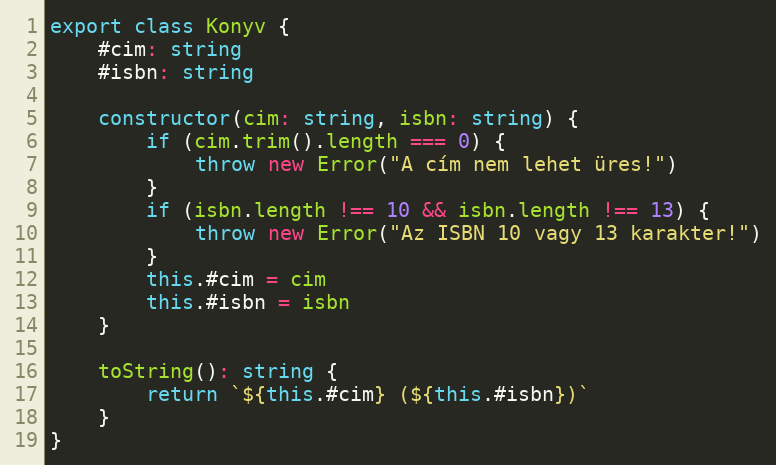 1 export class Konyv {
2     #cim: string
3     #isbn: string
4
5     constructor(cim: string, isbn: string) {
6         if (cim.trim().length === 0) {
7             throw new Error("A cím nem lehet üres!")
8         }
9         if (isbn.length !== 10 && isbn.length !== 13) {
10             throw new Error("Az ISBN 10 vagy 13 karakter!")
11         }
12         this.#cim = cim
13         this.#isbn = isbn
14     }
15
16     toString(): string {
17         return `${this.#cim} (${this.#isbn})`
18     }
19 }